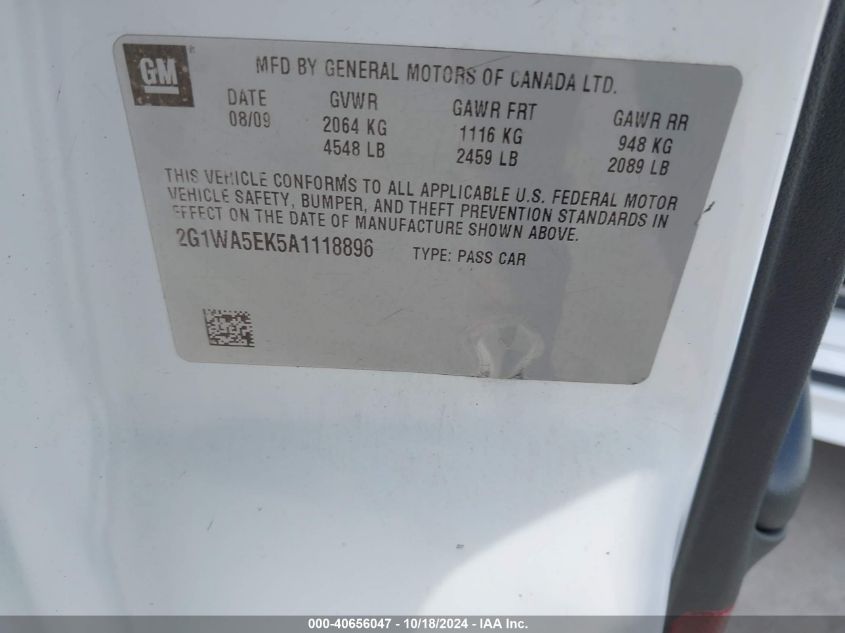 GM
MFD BY GENERAL MOTORS OF CANADA LTD.
DATE GVWR GAWR FRT GAWR RR
08/09 2064 KG 1116 KG 948 KG
4548 LB 2459 LB 2089 LB
THIS VEHICLE CONFORMS TO ALL APPLICABLE U.S. FEDERAL MOTOR
VEHICLE SAFETY, BUMPER, AND THEFT PREVENTION STANDARDS IN
EFFECT ON THE DATE OF MANUFACTURE SHOWN ABOVE.
2G1WA5EK5A1118896 TYPE: PASS CAR
000-40656047 - 10/18/2024 - IAA Inc.